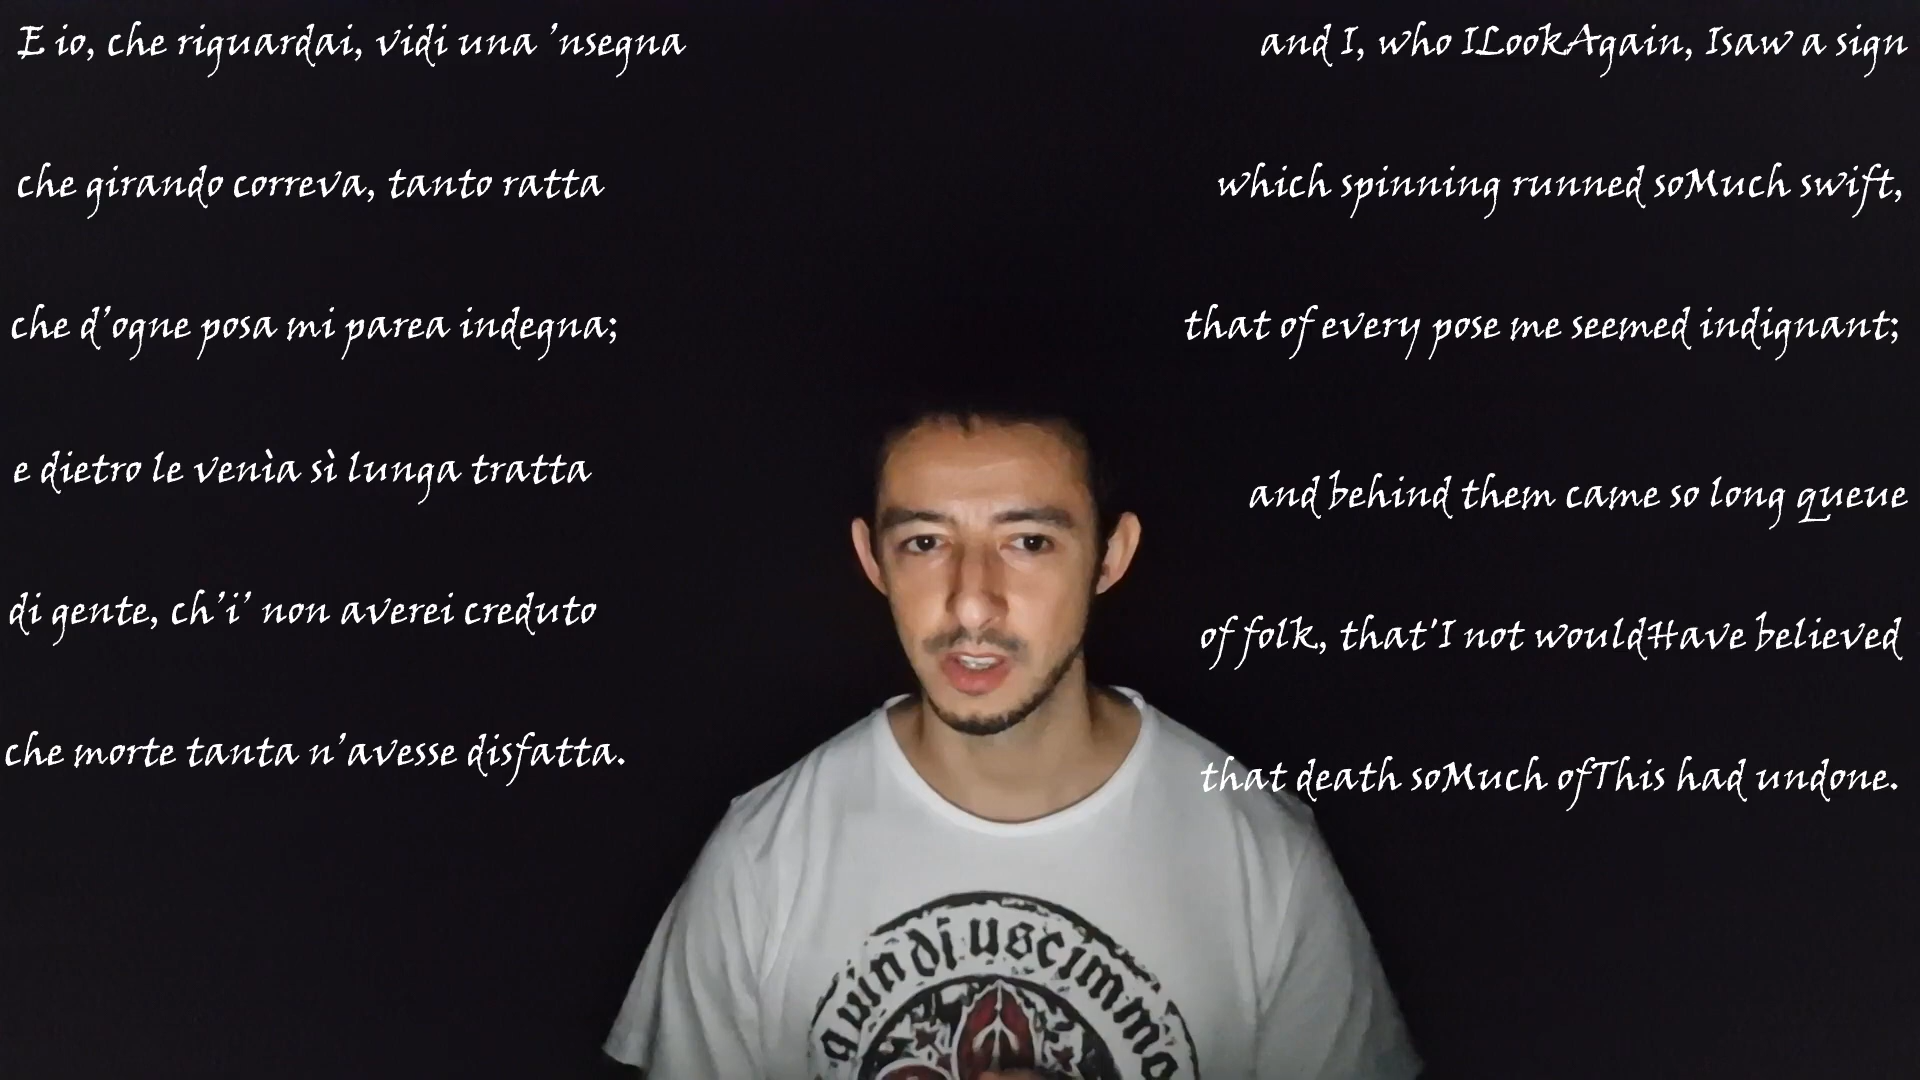 E io, che riguardai, vidi una 'nsegna
che girando correva, tanto ratta
che d'ogne posa mi parea indegna;
e dietro le venìa sì lunga tratta
di gente, ch'i' non averei creduto
che morte tanta n'avesse disfatta.
and I, who ILookAgain, Isaw a sign
which spinning runned soMuch swift,
that of every pose me seemed indignant;
and behind them came so long queue
of folk, that'I not wouldHave believed
that death soMuch ofThis had undone.
quindi uscimmo